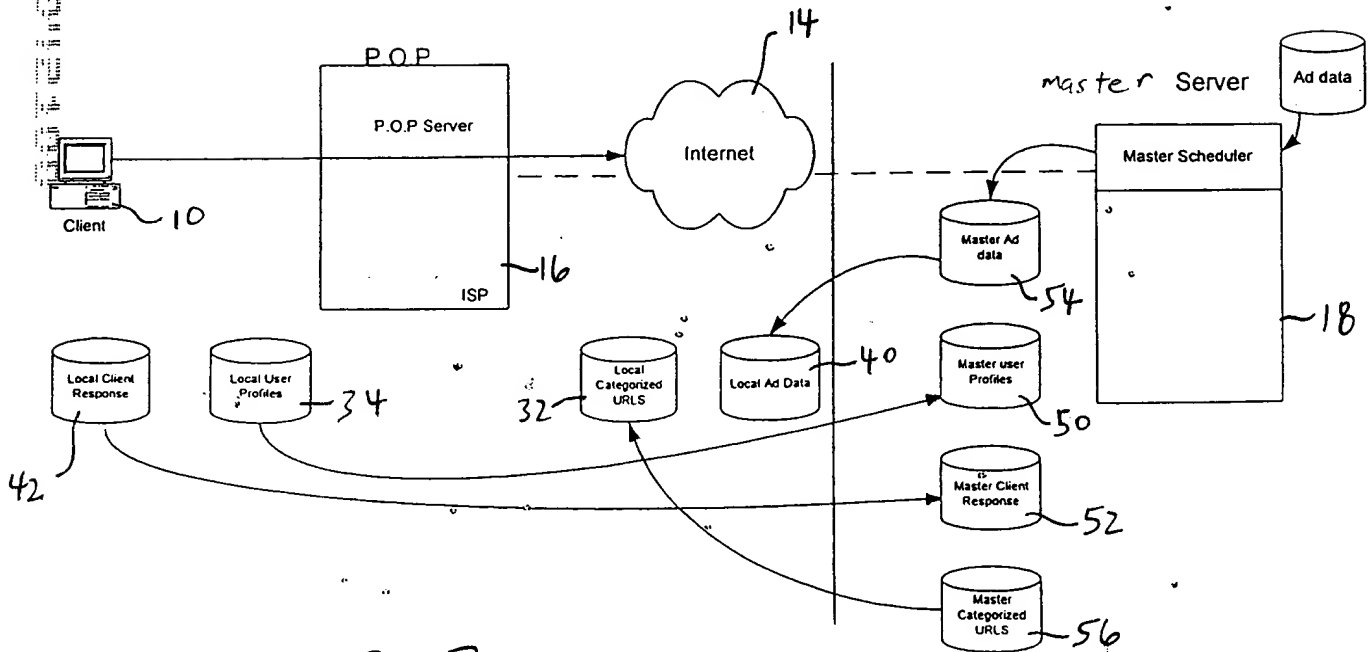 14
P.O.P
master Server
Ad data
P.O.P Server
Internet
Master Scheduler
Client
10
Master Ad
data
54
16
ISP
18
Local Client
Response
42
Local User
Profiles
34
Local
Categorized
URLS
32
Local Ad Data
40
Master user
Profiles
50
Master Client
Response
52
Master
Categorized
URLS
56